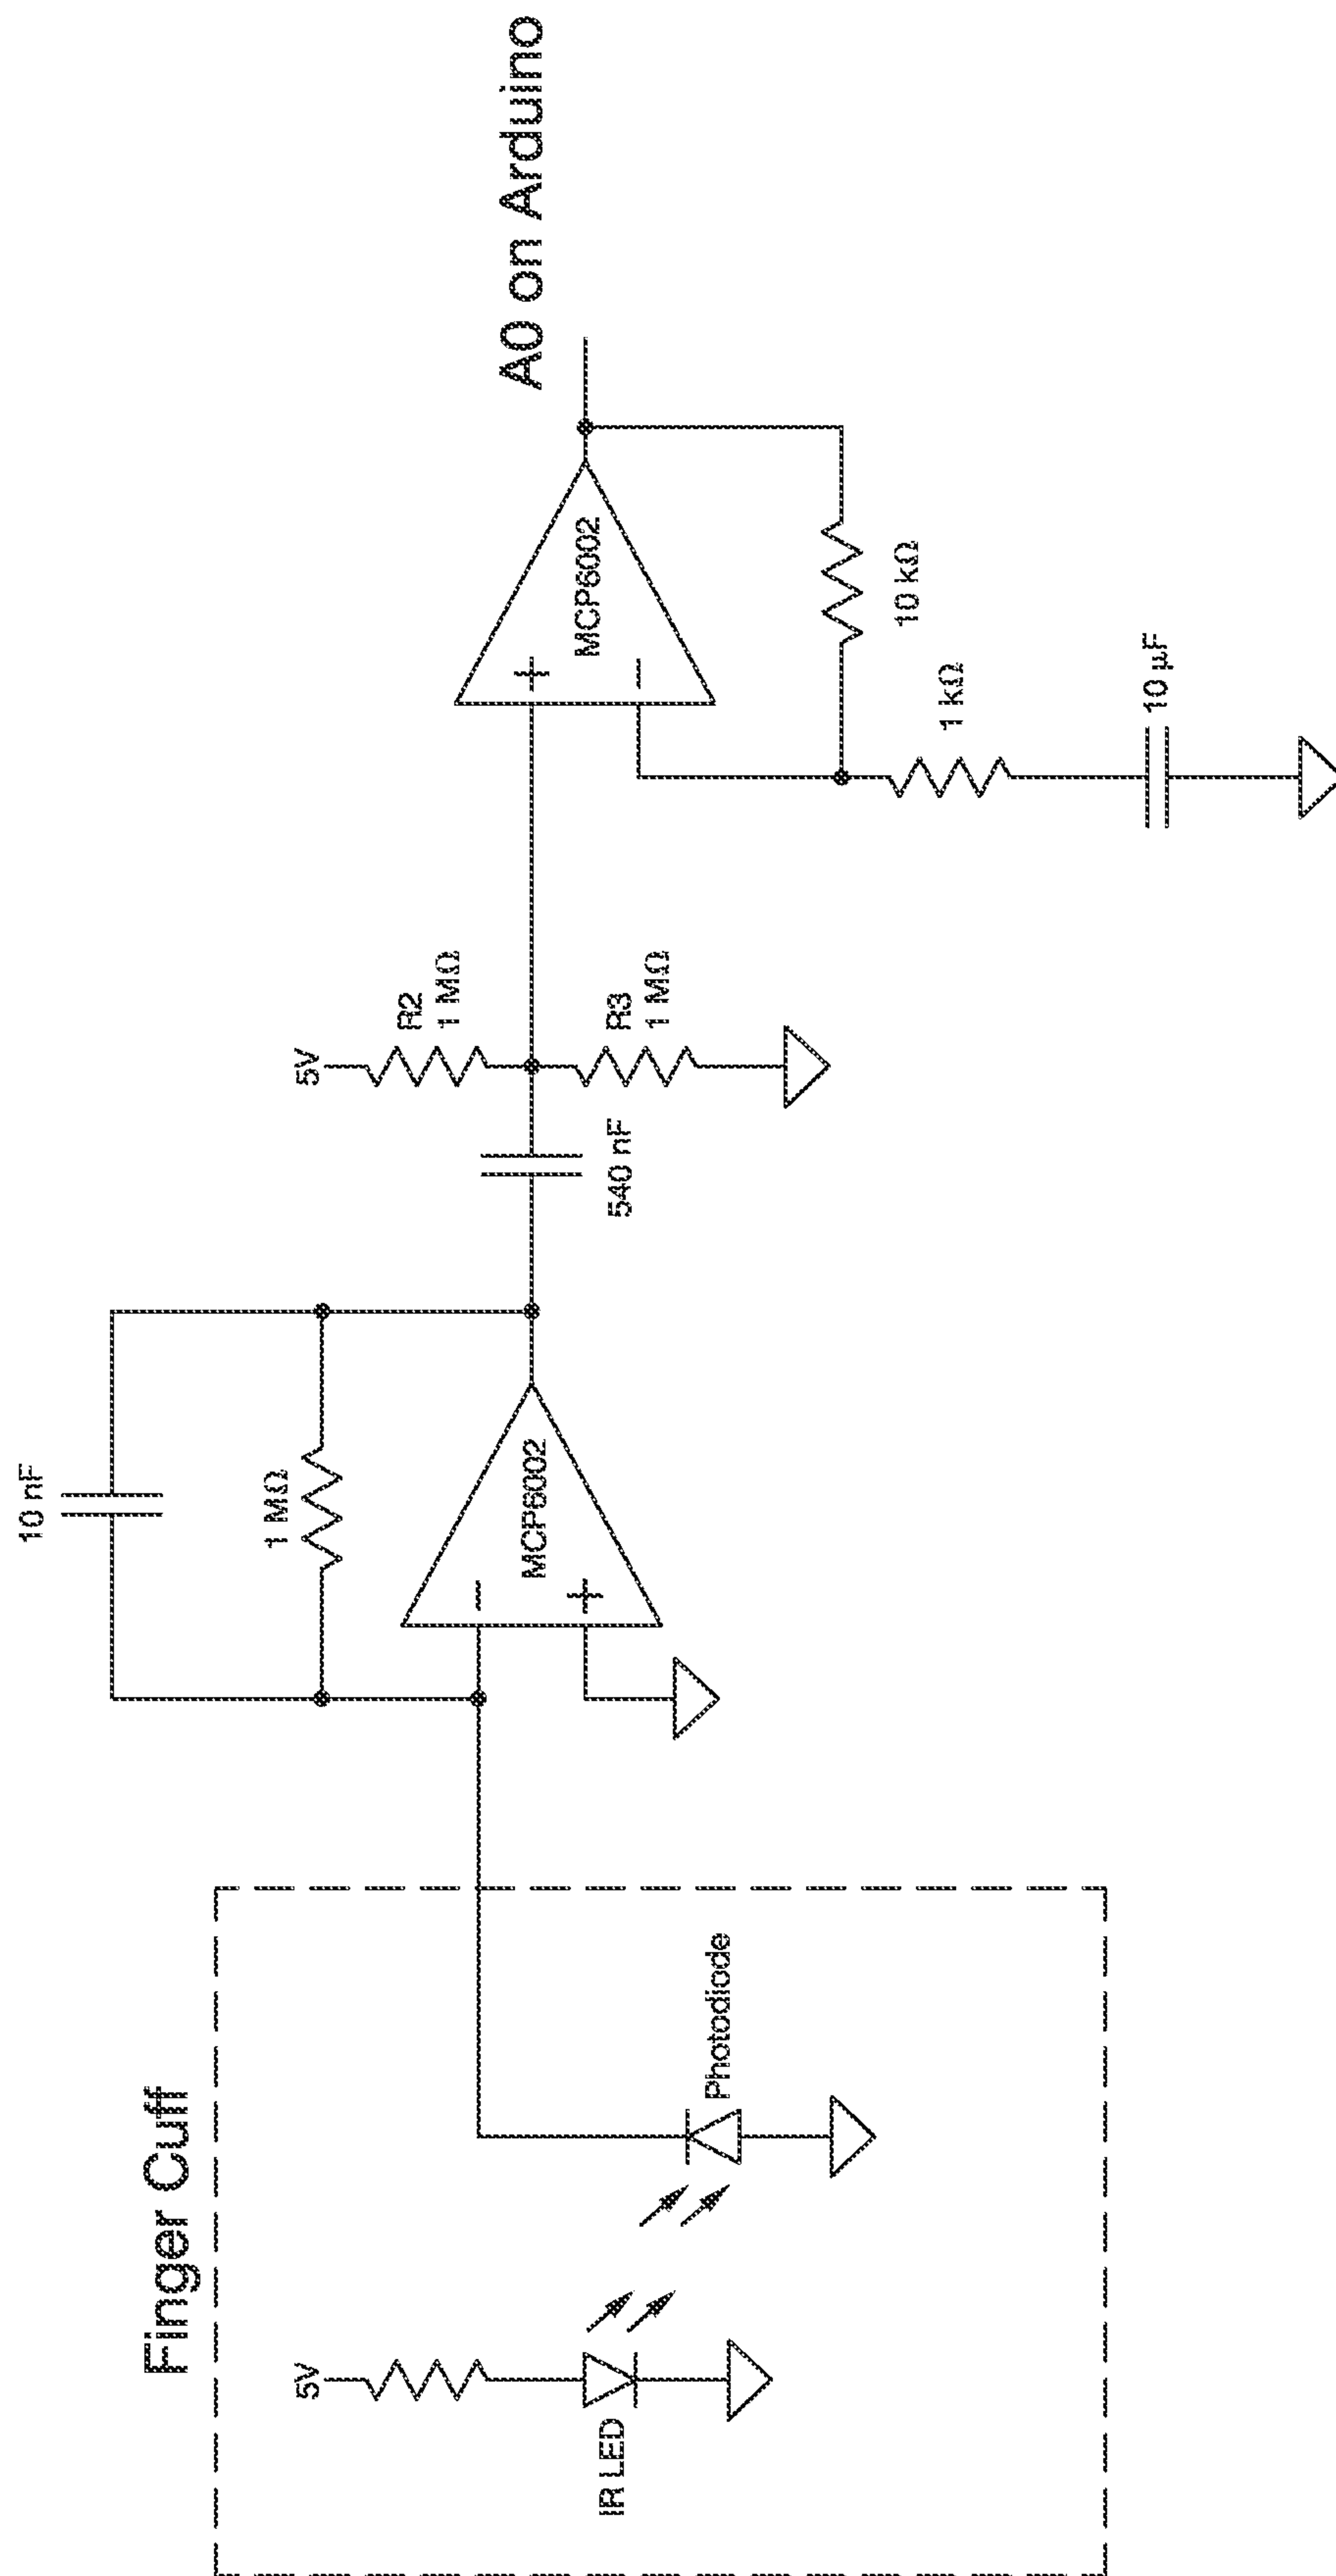 Finger Cuff
5V
IR LED
Photodiode
10 nF
1 MΩ
MCP6002
540 nF
5V
R2
1 MΩ
R3
1 MΩ
MCP6002
10 kΩ
1 kΩ
10 µF
A0 on Arduino